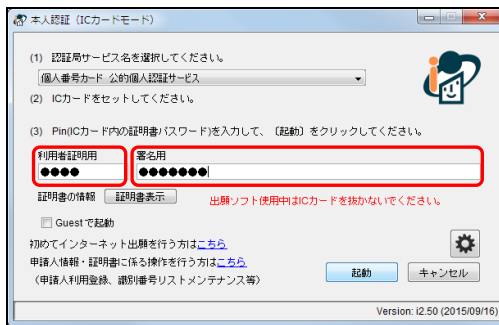 本人認証（ICカードモード）
(1) 認証局サービス名を選択してください。
個人番号カード 公的個人認証サービス
(2) ICカードをセットしてください。
(3) Pin(ICカード内の証明書パスワード)を入力して、〔起動〕をクリックしてください。
利用者証明用 署名用
●●●● ●●●●●●●
証明書の情報 証明書表示 出願ソフト使用中はICカードを抜かないでください。
Guestで起動
初めてインターネット出願を行う方はこちら
申請人情報・証明書に係る操作を行う方はこちら
（申請人利用登録、識別番号リストメンテナンス等）
起動 キャンセル
Version: i2.50 (2015/09/16)